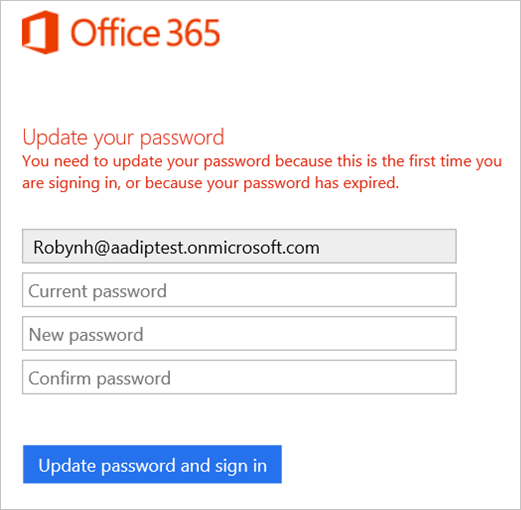 Office 365
Update your password
You need to update your password because this is the first time you
are signing in, or because your password has expired.
Robynh@aadiptest.onmicrosoft.com
Current password
New password
Confirm password
Update password and sign in